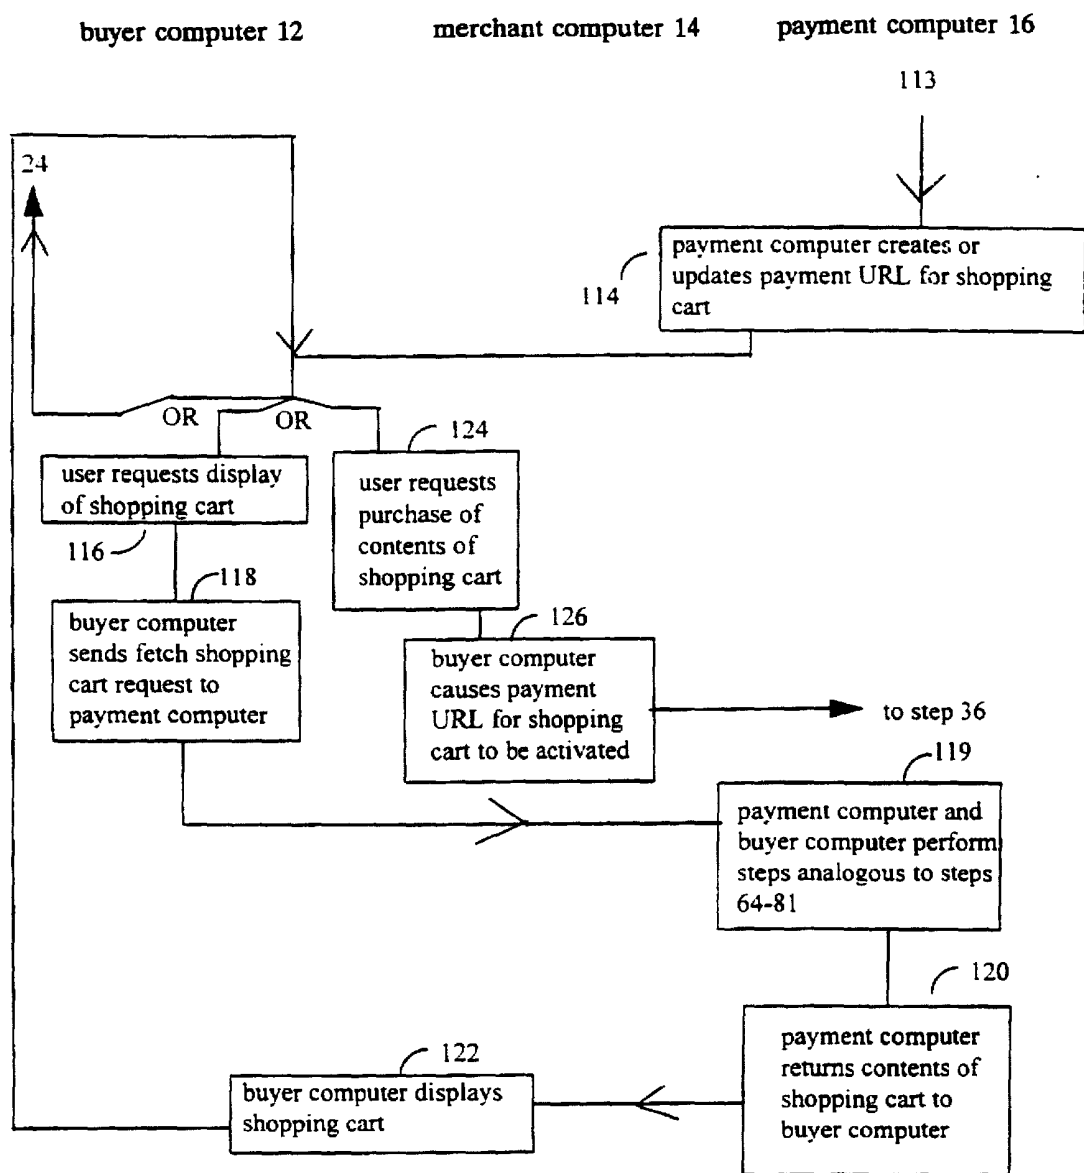 buyer computer 12
merchant computer 14
payment computer 16
113
24
payment computer creates or
updates payment URL for shopping
cart
114
OR
OR
124
user requests display
of shopping cart
116
user requests
purchase of
contents of
shopping cart
118
buyer computer
sends fetch shopping
cart request to
payment computer
126
buyer computer
causes payment
URL for shopping
cart to be activated
to step 36
119
payment computer and
buyer computer perform
steps analogous to steps
64-81
120
payment computer
returns contents of
shopping cart to
buyer computer
122
buyer computer displays
shopping cart